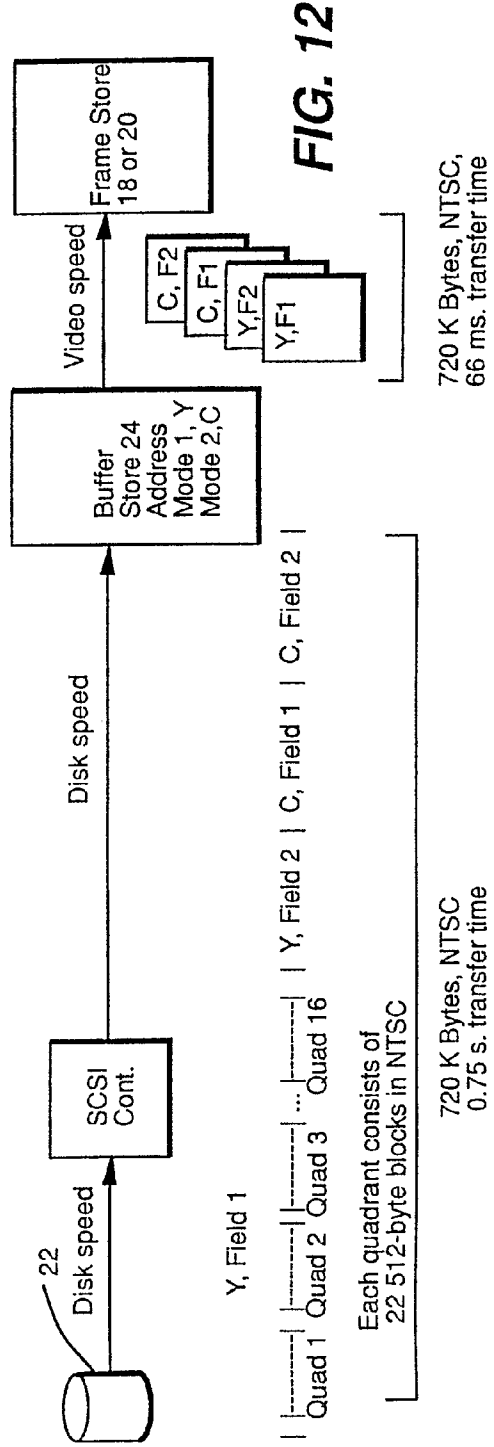 22
Disk speed
SCSI
Cont.
Disk speed
Buffer
Store 24
Address
Mode 1, Y
Mode 2,C
Video speed
Frame Store
18 or 20
Y, Field 1
| Quad 1 | Quad 2 | Quad 3 | ... | Quad 16 | Y, Field 2 | C, Field 1 | C, Field 2 |
Each quadrant consists of
22 512-byte blocks in NTSC
720 K Bytes, NTSC
0.75 s. transfer time
C, F2
C, F1
Y,F2
Y,F1
720 K Bytes, NTSC,
66 ms. transfer time
FIG. 12